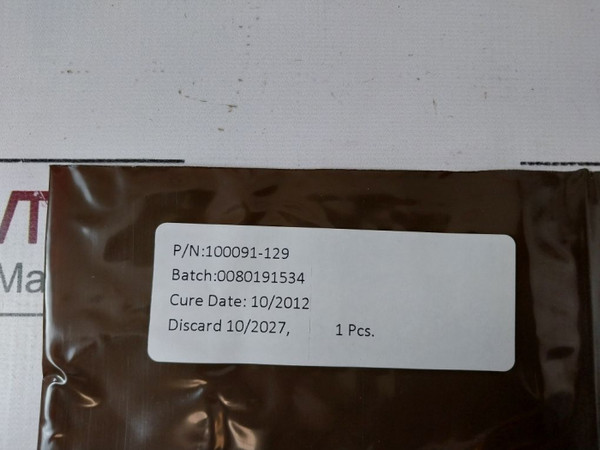 P/N:100091-129
Batch:0080191534
Cure Date: 10/2012
Discard 10/2027, 1 Pcs.